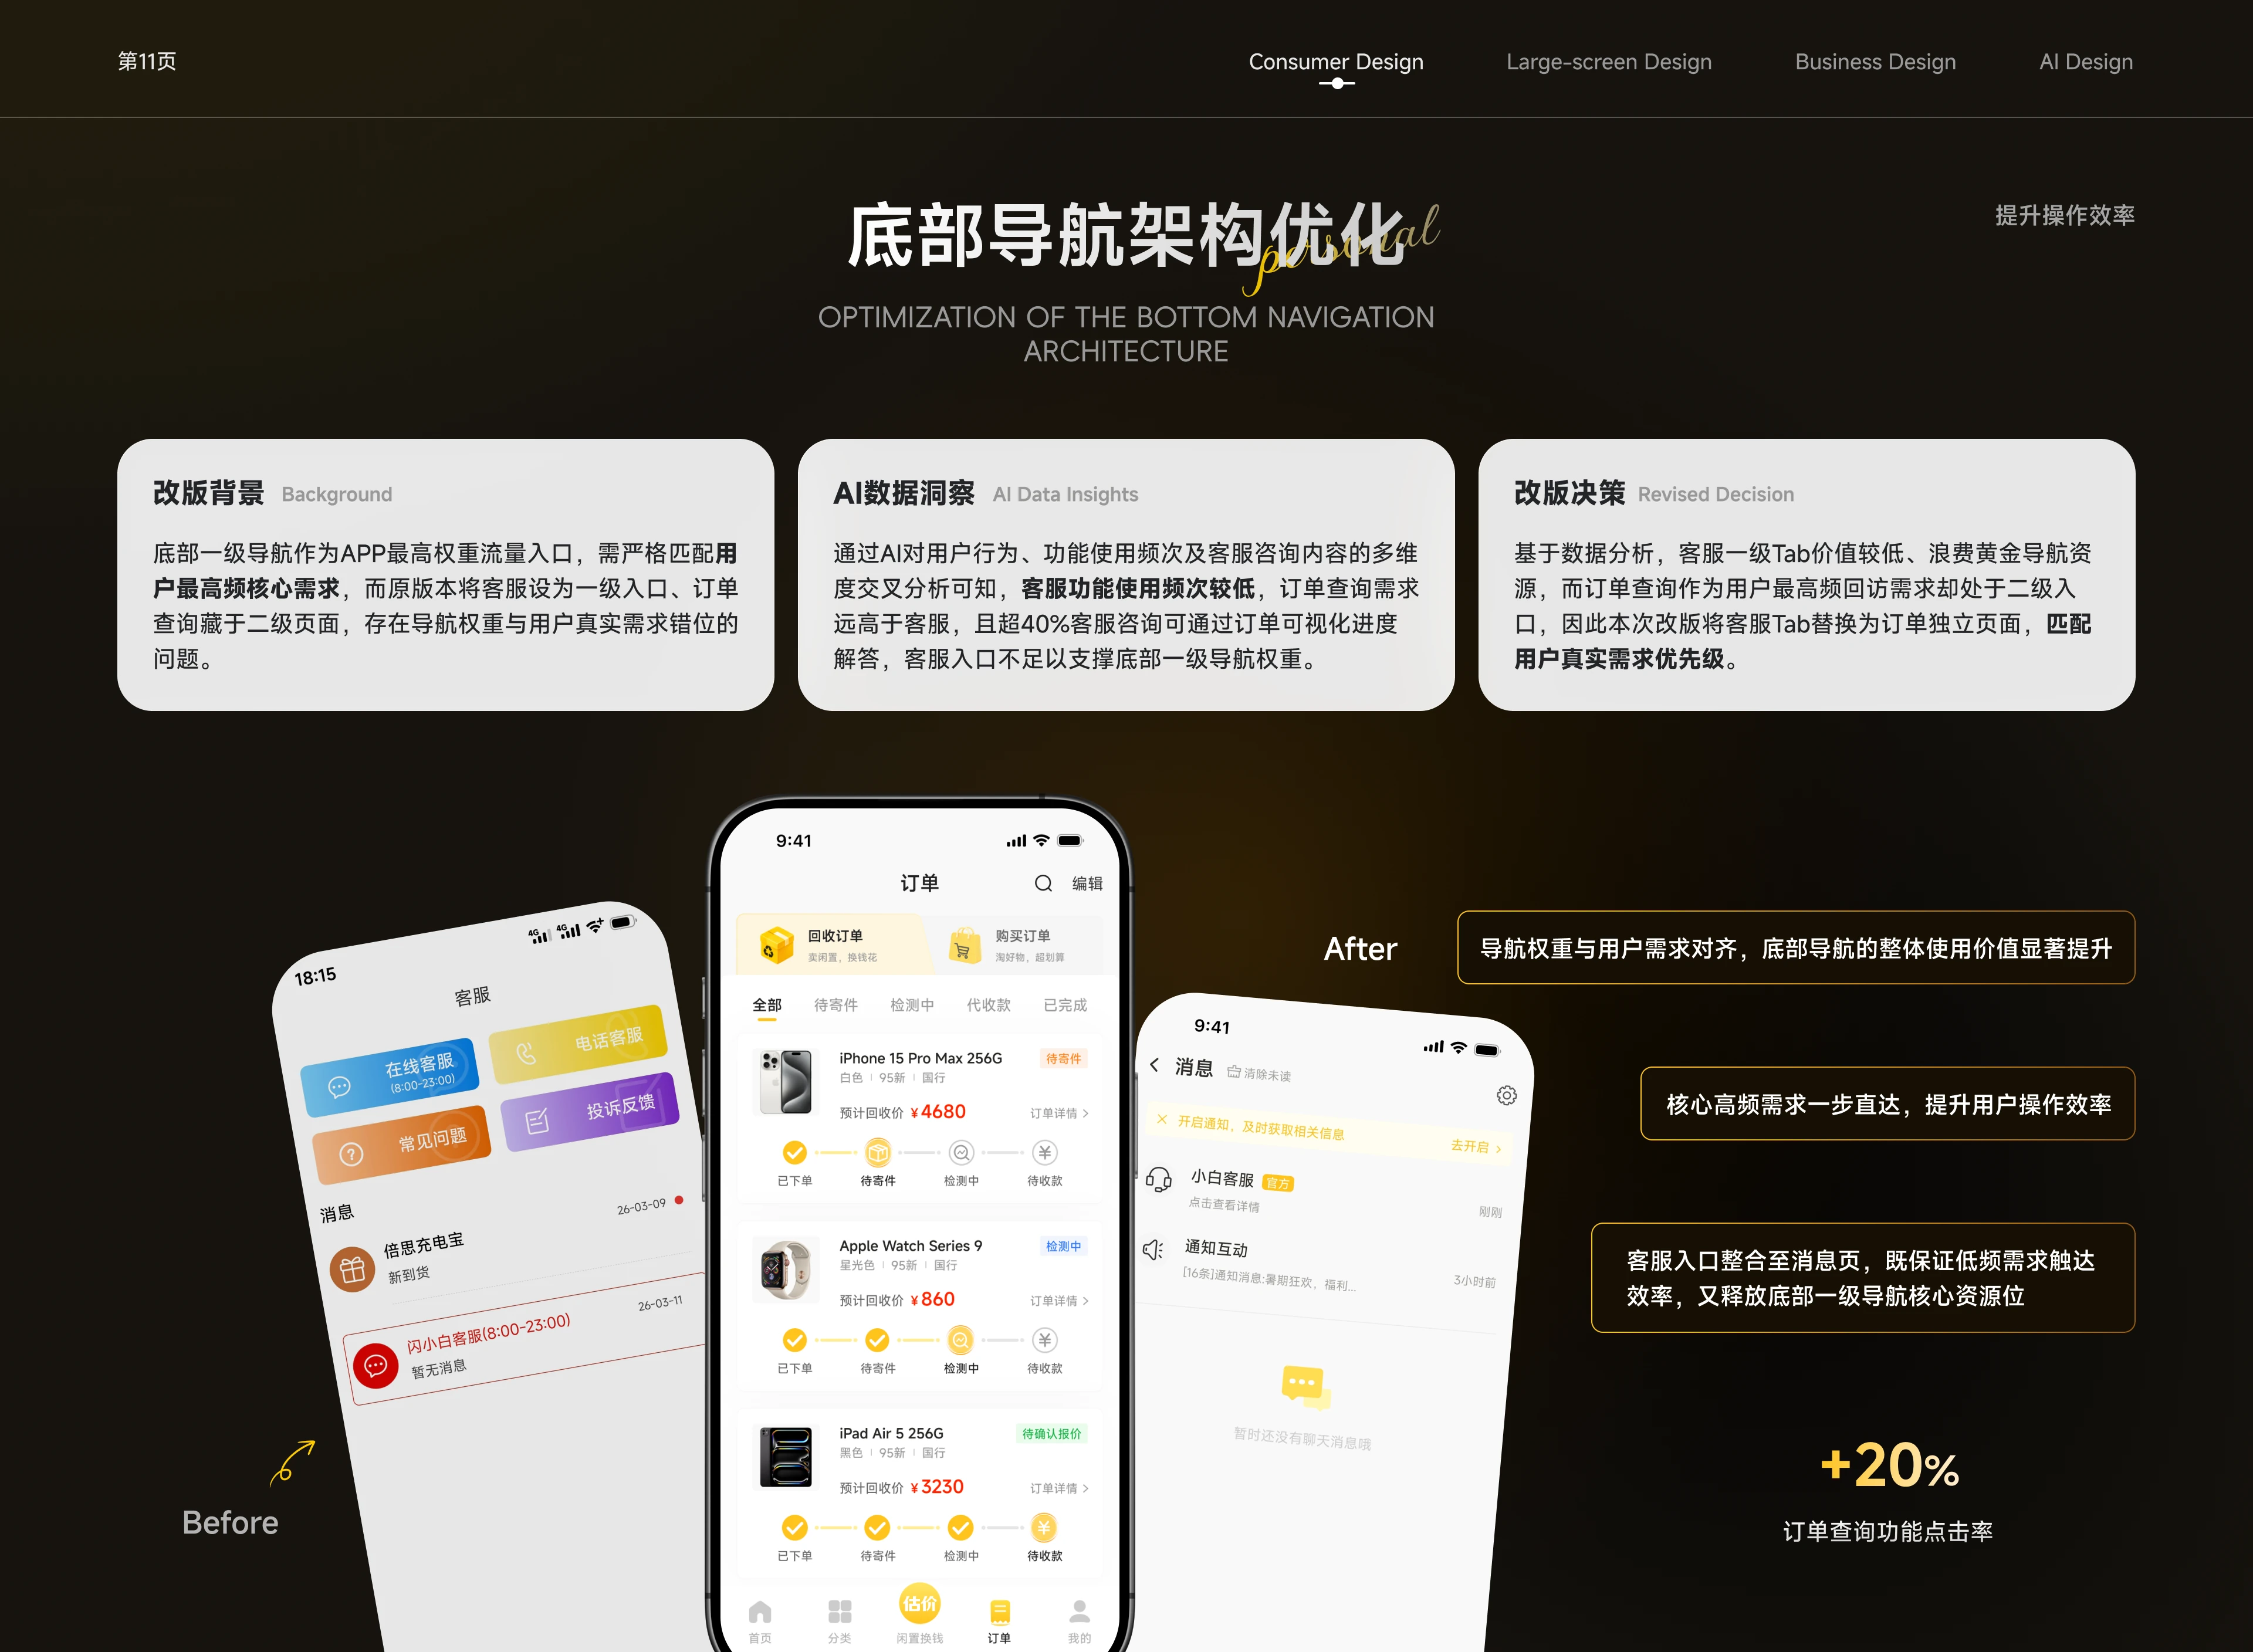 第11页
Consumer Design
Large-screen Design
Business Design
AI Design
底部导航架构优化
personal
提升操作效率
OPTIMIZATION OF THE BOTTOM NAVIGATION
ARCHITECTURE
改版背景 Background
底部一级导航作为APP最高权重流量入口，需严格匹配用
户最高频核心需求，而原版本将客服设为一级入口、订单
查询藏于二级页面，存在导航权重与用户真实需求错位的
问题。
AI数据洞察 AI Data Insights
通过AI对用户行为、功能使用频次及客服咨询内容的多维
度交叉分析可知，客服功能使用频次较低，订单查询需求
远高于客服，且超40%客服咨询可通过订单可视化进度
解答，客服入口不足以支撑底部一级导航权重。
改版决策 Revised Decision
基于数据分析，客服一级Tab价值较低、浪费黄金导航资
源，而订单查询作为用户最高频回访需求却处于二级入
口，因此本次改版将客服Tab替换为订单独立页面，匹配
用户真实需求优先级。
18:15
4G 4G
客服
在线客服
(8:00-23:00)
电话客服
常见问题
投诉反馈
消息
26-03-09
倍思充电宝
新到货
26-03-11
闪小白客服(8:00-23:00)
暂无消息
Before
9:41
订单
编辑
回收订单
卖闲置，换钱花
购买订单
淘好物，超划算
全部 待寄件 检测中 代收款 已完成
iPhone 15 Pro Max 256G
待寄件
白色 95新 国行
预计回收价 ¥4680
订单详情
已下单 待寄件 检测中 待收款
Apple Watch Series 9
检测中
星光色 95新 国行
预计回收价 ¥860
订单详情
已下单 待寄件 检测中 待收款
iPad Air 5 256G
待确认报价
黑色 95新 国行
预计回收价 ¥3230
订单详情
已下单 待寄件 检测中 待收款
估价
首页 分类 闲置换钱 订单 我的
After
9:41
消息
清除未读
开启通知，及时获取相关信息
去开启
小白客服
官方
点击查看详情
刚刚
通知互动
[16条]通知消息:暑期狂欢，福利...
3小时前
暂时还没有聊天消息哦
导航权重与用户需求对齐，底部导航的整体使用价值显著提升
核心高频需求一步直达，提升用户操作效率
客服入口整合至消息页，既保证低频需求触达
效率，又释放底部一级导航核心资源位
+20%
订单查询功能点击率